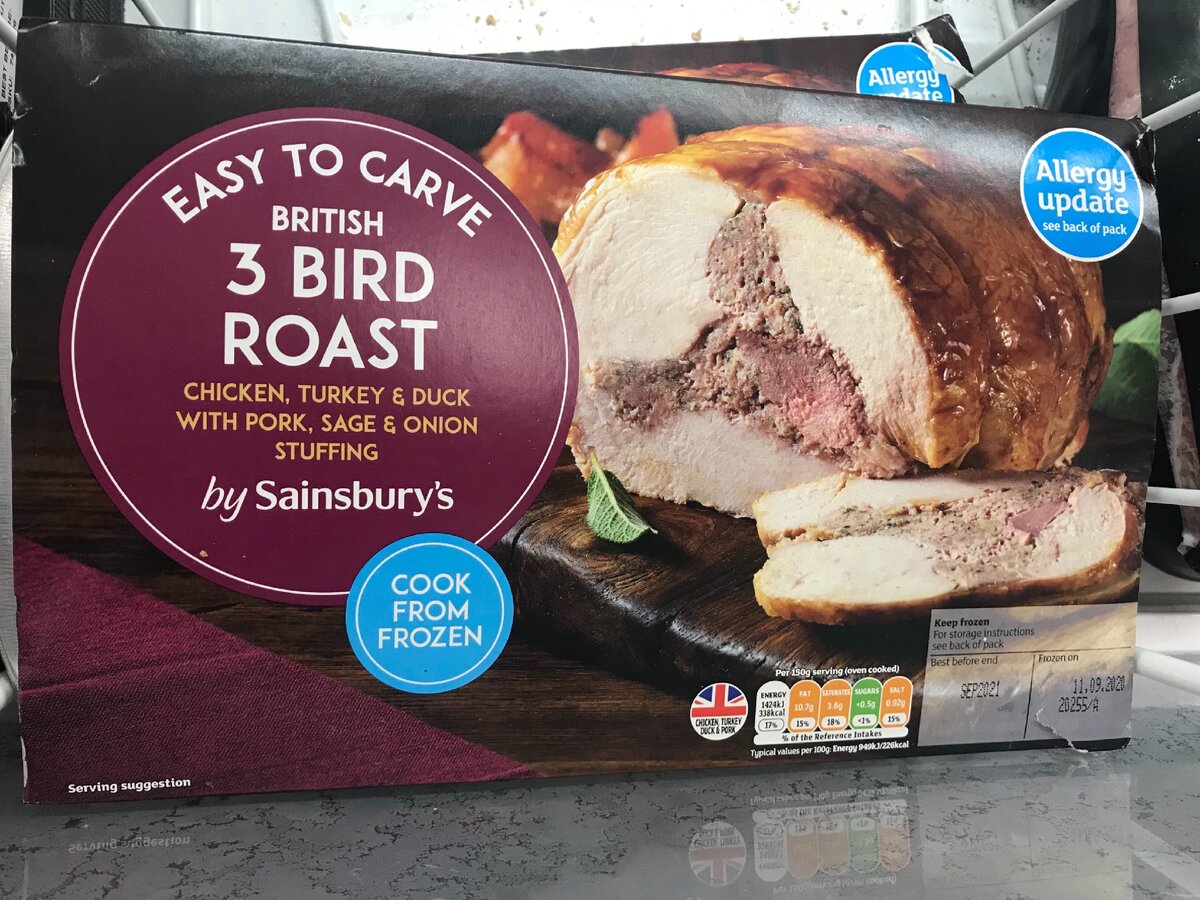 EASY TO CARVE
BRITISH
3 BIRD
ROAST
CHICKEN, TURKEY & DUCK
WITH PORK, SAGE & ONION
STUFFING
by Sainsbury's
COOK
FROM
FROZEN
Allergy
update
Allergy
update
see back of pack
Keep frozen
For storage instructions
see back of pack
Best before end
SEP2021
Frozen on
11.09.2020
20255/A
CHICKEN, TURKEY
DUCK & PORK
Per 150g serving (oven cooked)
ENERGY
1424kJ
338kcal
17%
FAT
10.7g
15%
SATURATES
3.6g
18%
SUGARS
<0.5g
<1%
SALT
0.92g
15%
% of the Reference Intakes
Typical values per 100g: Energy 949kJ/226kcal
Serving suggestion